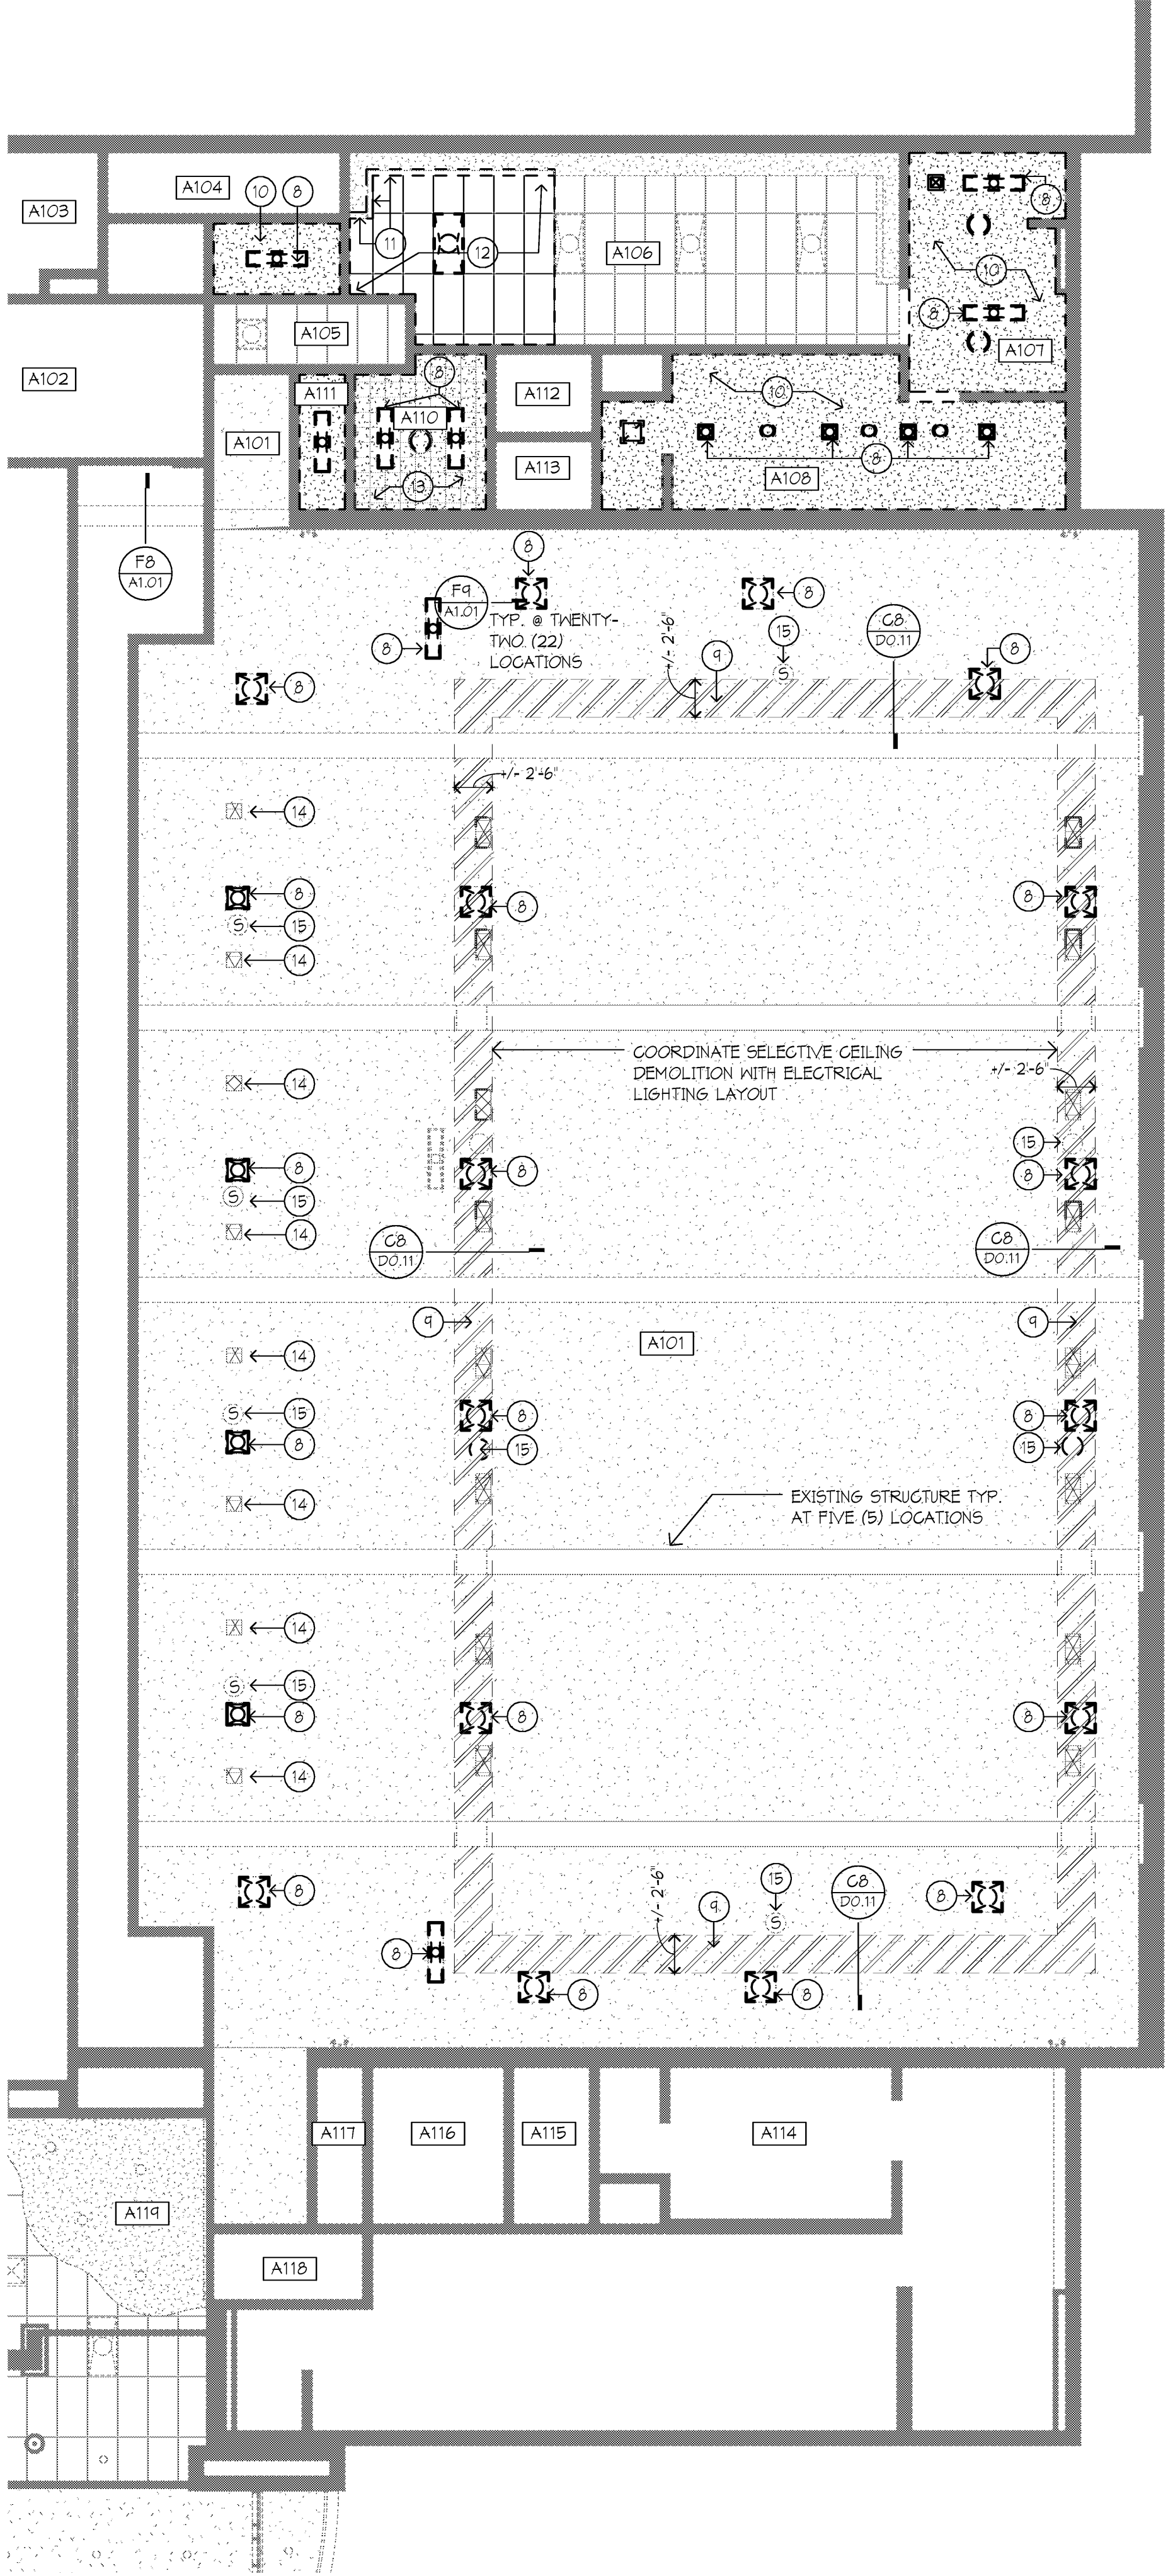 A104
10
8
8
A103
11
12
A106
10
8
A105
A107
8
A102
A111
A112
10
A110
A101
A113
8
13
A108
8
F8
A1.01
F9
A1.01
8
TYP. @ TWENTY-
TWO (22)
LOCATIONS
+/- 2'-6"
15
C8
D0.11
8
9
8
8
+/- 2'-6"
14
8
8
8
S
15
14
COORDINATE SELECTIVE CEILING
DEMOLITION WITH ELECTRICAL
LIGHTING LAYOUT
+/- 2'-6"
14
15
8
8
8
S
15
14
C8
D0.11
C8
D0.11
9
9
A101
14
S
15
8
8
8
15
15
14
EXISTING STRUCTURE TYP.
AT FIVE (5) LOCATIONS
14
S
15
8
8
8
14
8
+/- 2'-6"
15
C8
D0.11
8
9
S
8
8
8
A117
A116
A115
A114
A119
A118